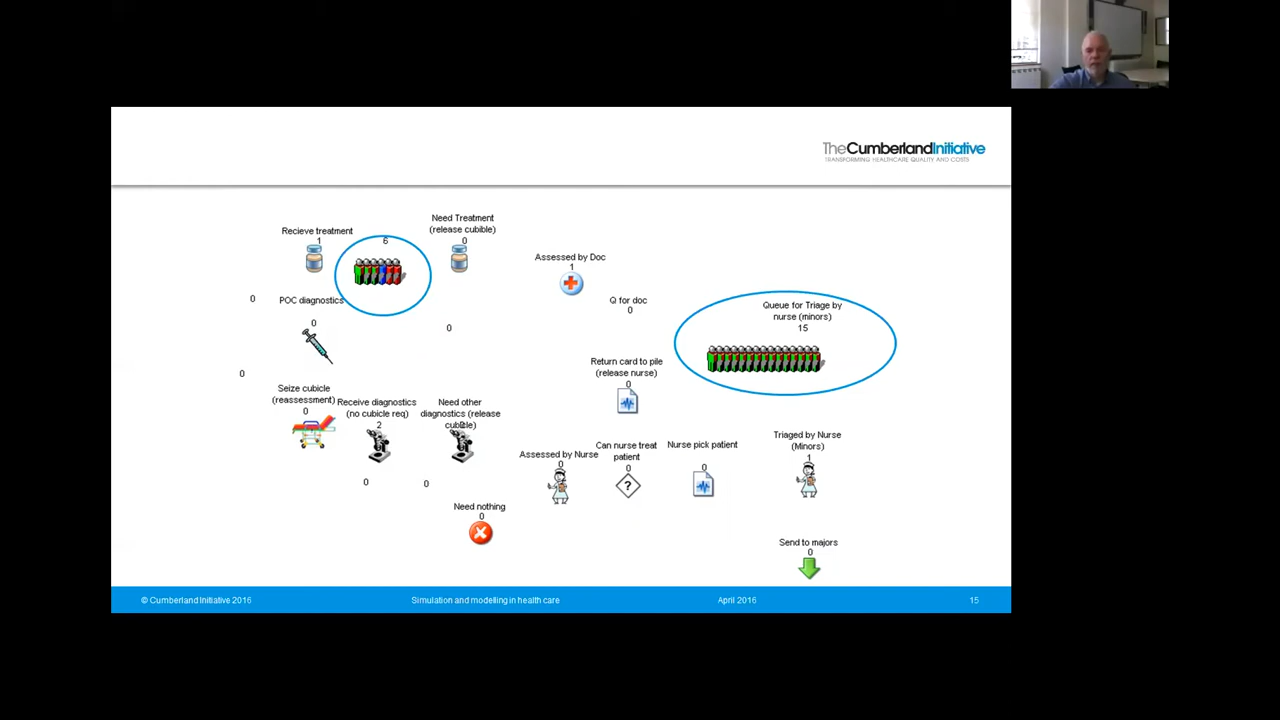 TheCumberlandInitiative
TRANSFORMING HEALTHCARE QUALITY AND COSTS
Need Treatment
(release cubible)
0
Recieve treatment
1
6
Assessed by Doc
1
0
POC diagnostics
0
Q for doc
0
Queue for Triage by
nurse (minors)
15
0
0
Return card to pile
(release nurse)
0
Seize cubicle
(reassessment)
0
Receive diagnostics
(no cubicle req)
2
Need other
diagnostics (release
cubicle)
Assessed by Nurse
0
Can nurse treat
patient
0
?
Nurse pick patient
0
Triaged by Nurse
(Minors)
1
0
0
Need nothing
0
Send to majors
0
© Cumberland Initiative 2016
Simulation and modelling in health care
April 2016
15